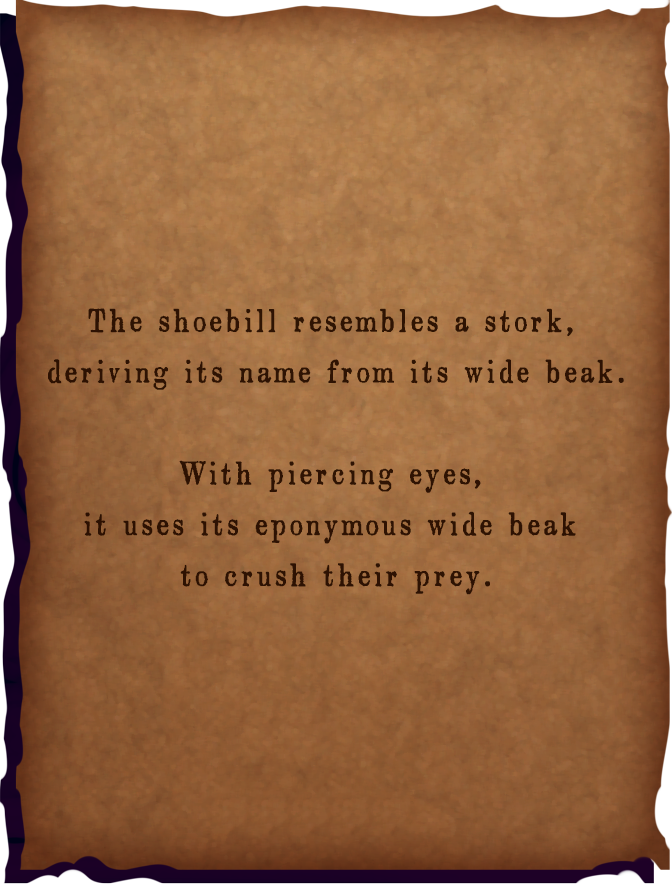 The shoebill resembles a stork,
deriving its name from its wide beak.
With piercing eyes,
it uses its eponymous wide beak
to crush their prey.